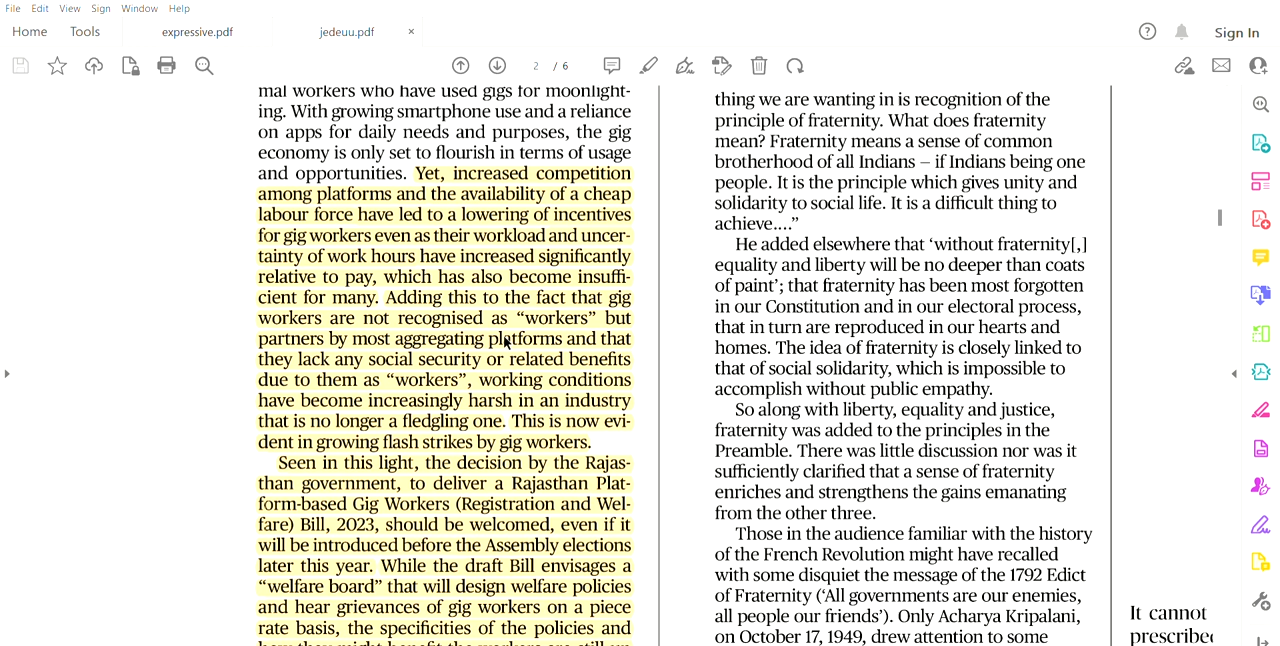 File Edit View Sign Window Help
Home Tools expressive.pdf jedeuu.pdf ×
? Sign In
2 / 6
mal workers who have used gigs for moonlight-
ing. With growing smartphone use and a reliance
on apps for daily needs and purposes, the gig
economy is only set to flourish in terms of usage
and opportunities. Yet, increased competition
among platforms and the availability of a cheap
labour force have led to a lowering of incentives
for gig workers even as their workload and uncer-
tainty of work hours have increased significantly
relative to pay, which has also become insuffi-
cient for many. Adding this to the fact that gig
workers are not recognised as “workers” but
partners by most aggregating platforms and that
they lack any social security or related benefits
due to them as “workers”, working conditions
have become increasingly harsh in an industry
that is no longer a fledgling one. This is now evi-
dent in growing flash strikes by gig workers.
Seen in this light, the decision by the Rajas-
than government, to deliver a Rajasthan Plat-
form-based Gig Workers (Registration and Wel-
fare) Bill, 2023, should be welcomed, even if it
will be introduced before the Assembly elections
later this year. While the draft Bill envisages a
“welfare board” that will design welfare policies
and hear grievances of gig workers on a piece
rate basis, the specificities of the policies and
thing we are wanting in is recognition of the
principle of fraternity. What does fraternity
mean? Fraternity means a sense of common
brotherhood of all Indians — if Indians being one
people. It is the principle which gives unity and
solidarity to social life. It is a difficult thing to
achieve....”
He added elsewhere that ‘without fraternity[,]
equality and liberty will be no deeper than coats
of paint’; that fraternity has been most forgotten
in our Constitution and in our electoral process,
that in turn are reproduced in our hearts and
homes. The idea of fraternity is closely linked to
that of social solidarity, which is impossible to
accomplish without public empathy.
So along with liberty, equality and justice,
fraternity was added to the principles in the
Preamble. There was little discussion nor was it
sufficiently clarified that a sense of fraternity
enriches and strengthens the gains emanating
from the other three.
Those in the audience familiar with the history
of the French Revolution might have recalled
with some disquiet the message of the 1792 Edict
of Fraternity (‘All governments are our enemies,
all people our friends’). Only Acharya Kripalani,
on October 17, 1949, drew attention to some
It cannot